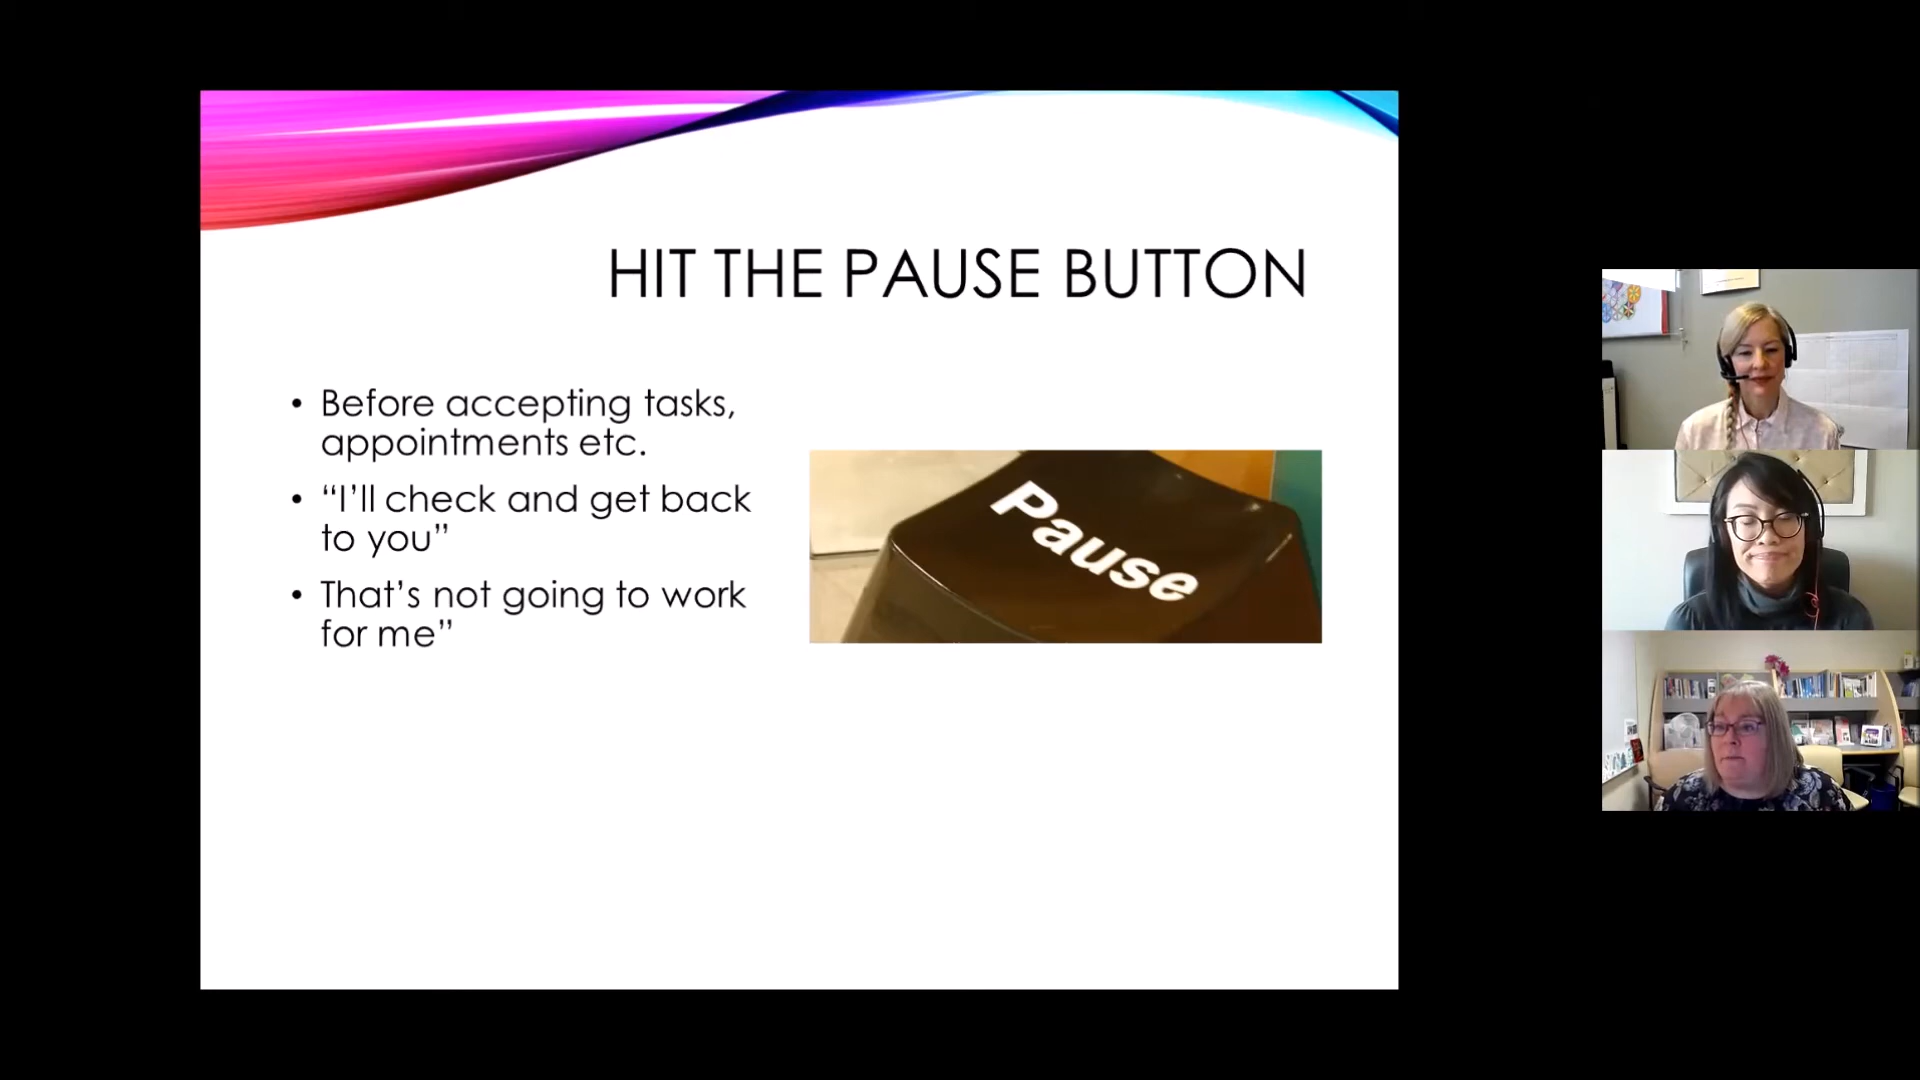 HIT THE PAUSE BUTTON
• Before accepting tasks,
appointments etc.
• “I’ll check and get back
to you”
• That’s not going to work
for me”
Pause